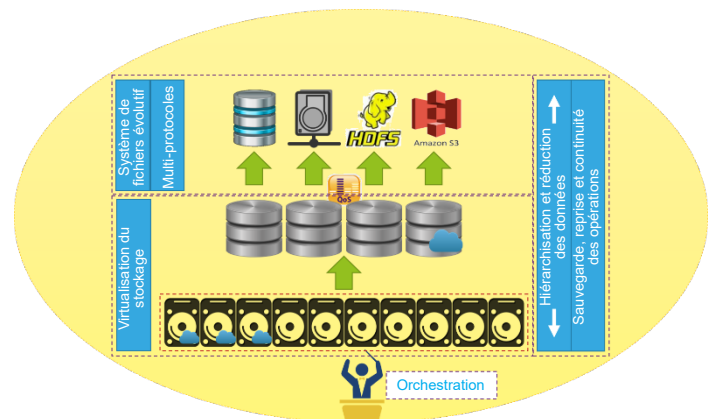 Système de
fichiers évolutif
Multi-protocoles
HDFS
Amazon S3
QoS
Virtualisation du
stockage
Hiérarchisation et réduction
des données
Sauvegarde, reprise et continuité
des opérations
Orchestration